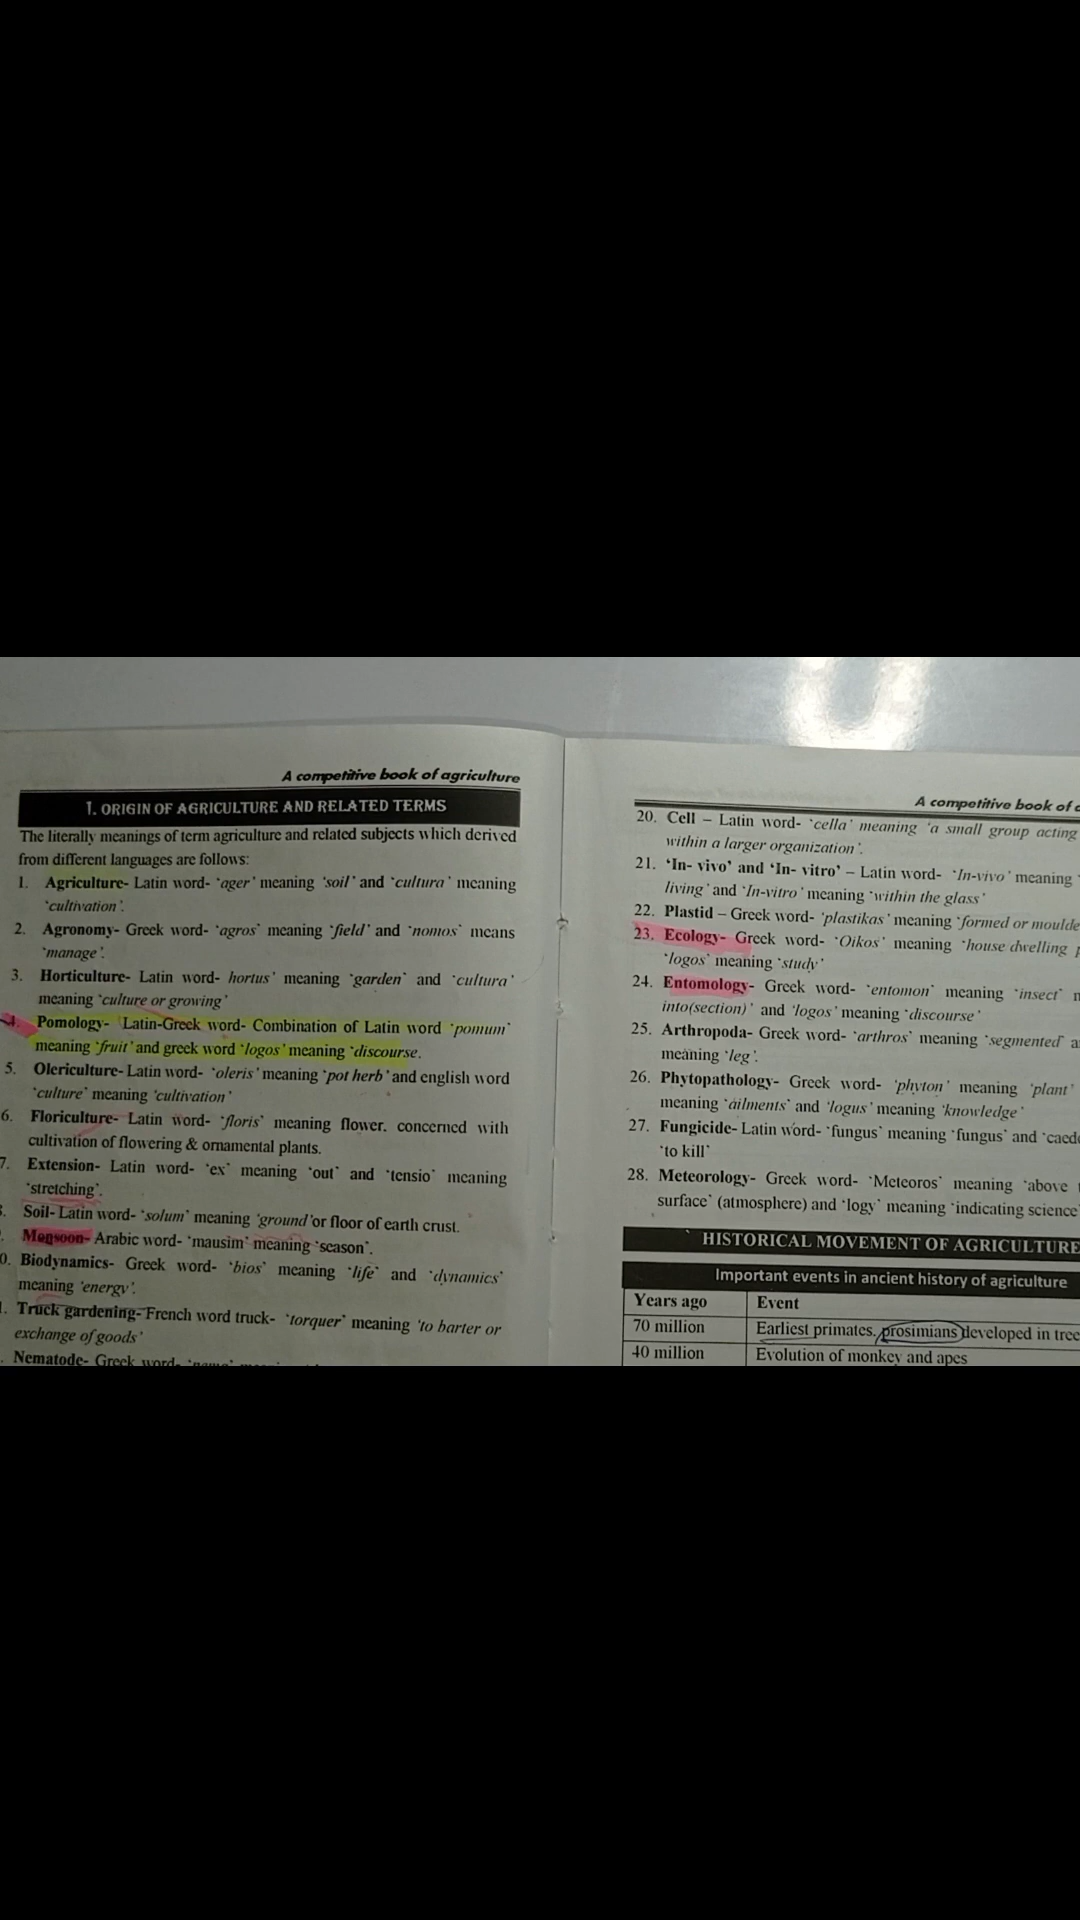 A competitive book of agriculture
1. ORIGIN OF AGRICULTURE AND RELATED TERMS
The literally meanings of term agriculture and related subjects which derived
from different languages are follows:
1. Agriculture- Latin word- 'ager' meaning 'soil' and 'cultura' meaning
'cultivation'.
2. Agronomy- Greek word- 'agros' meaning 'field' and 'nomos' means
'manage'.
3. Horticulture- Latin word- hortus' meaning 'garden' and 'cultura'
meaning 'culture or growing'
4. Pomology- Latin-Greek word- Combination of Latin word 'pomum'
meaning 'fruit' and greek word 'logos' meaning 'discourse.
5. Olericulture- Latin word- 'oleris' meaning 'pot herb' and english word
'culture' meaning 'cultivation'
6. Floriculture- Latin word- 'floris' meaning flower. concerned with
cultivation of flowering & ornamental plants.
7. Extension- Latin word- 'ex' meaning 'out' and 'tensio' meaning
'stretching'.
Soil- Latin word- 'solum' meaning 'ground'or floor of earth crust.
Monsoon- Arabic word- 'mausim' meaning 'season'.
0. Biodynamics- Greek word- 'bios' meaning 'life' and 'dynamics'
meaning 'energy'.
. Truck gardening- French word truck- 'torquer' meaning 'to barter or
exchange of goods'
. Nematode- Greek word-
A competitive book of
20. Cell – Latin word- 'cella' meaning 'a small group acting
within a larger organization'.
21. 'In- vivo' and 'In- vitro' – Latin word- 'In-vivo' meaning '
living' and 'In-vitro' meaning 'within the glass'
22. Plastid – Greek word- 'plastikas' meaning 'formed or moulde
23. Ecology- Greek word- 'Oikos' meaning 'house dwelling
'logos' meaning 'study'
24. Entomology- Greek word- 'entomon' meaning 'insect'
into(section)' and 'logos' meaning 'discourse'
25. Arthropoda- Greek word- 'arthros' meaning 'segmented' a
meaning 'leg'.
26. Phytopathology- Greek word- 'phyton' meaning 'plant'
meaning 'ailments' and 'logus' meaning 'knowledge'
27. Fungicide- Latin word- 'fungus' meaning 'fungus' and 'caed
'to kill'
28. Meteorology- Greek word- 'Meteoros' meaning 'above
surface' (atmosphere) and 'logy' meaning 'indicating science'
HISTORICAL MOVEMENT OF AGRICULTURE
Important events in ancient history of agriculture
Years ago Event
70 million Earliest primates. prosimians developed in tree
40 million Evolution of monkey and apes